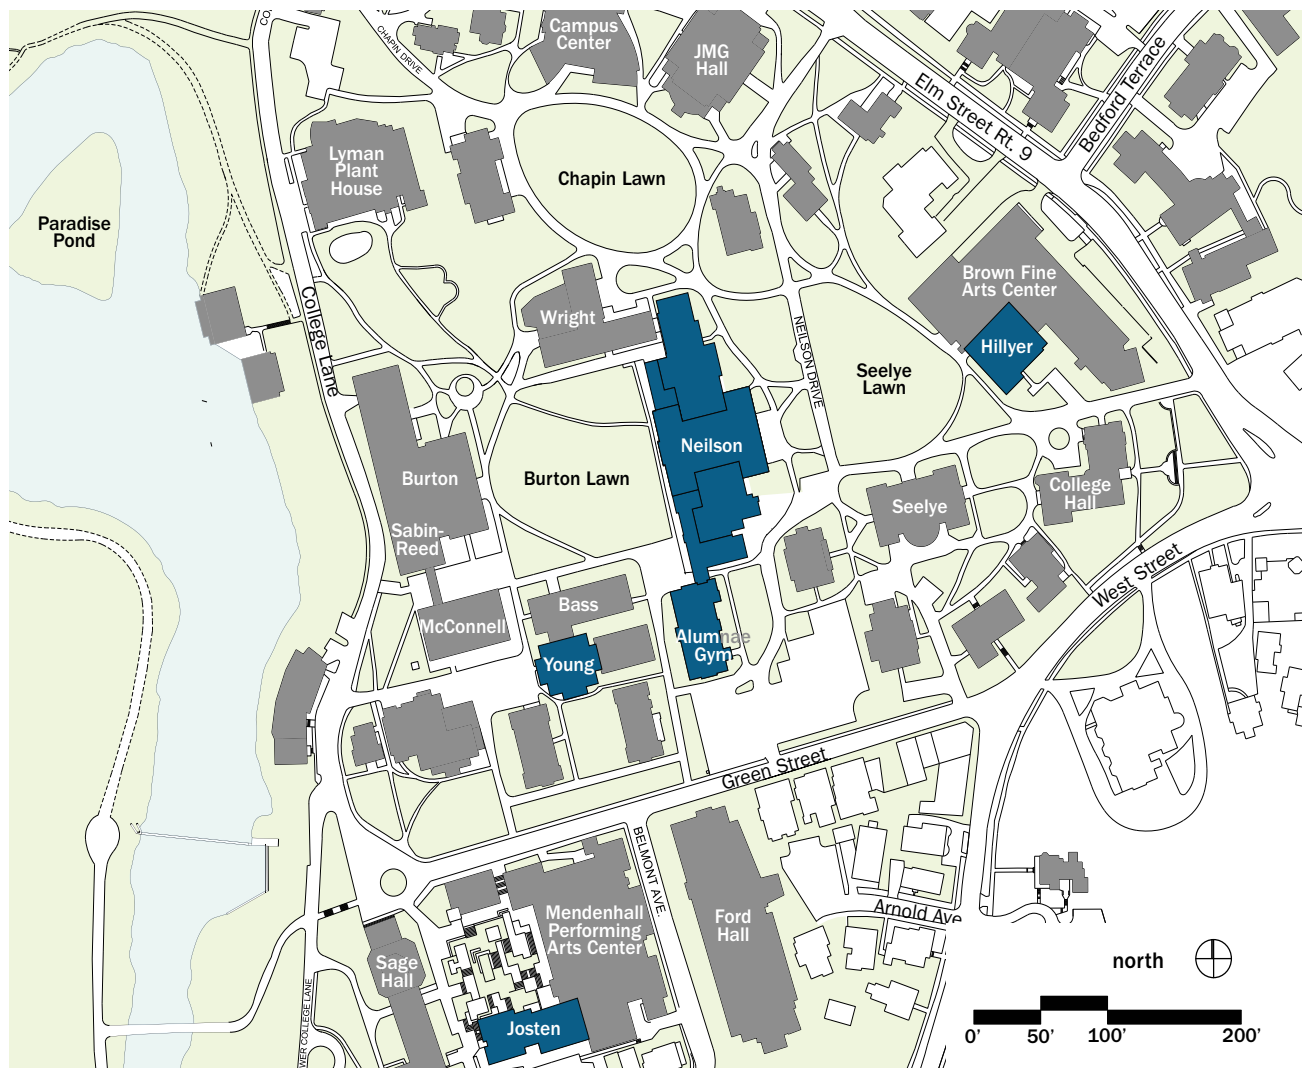 CO
CHAPIN DRIVE
Campus
Center
JMG
Hall
Elm Street Rt. 9
Bedford Terrace
Lyman
Plant
House
Chapin Lawn
Paradise
Pond
College Lane
Wright
NEILSON DRIVE
Brown Fine
Arts Center
Hillyer
Seelye
Lawn
Neilson
Burton
Burton Lawn
Seelye
College
Hall
Sabin-
Reed
West Street
Bass
McConnell
Alumnae
Gym
Young
Green Street
BELMONT AVE.
Mendenhall
Performing
Arts Center
Ford
Hall
Arnold Ave
Sage
Hall
WER COLLEGE LANE
Josten
north
0’ 50’ 100’ 200’